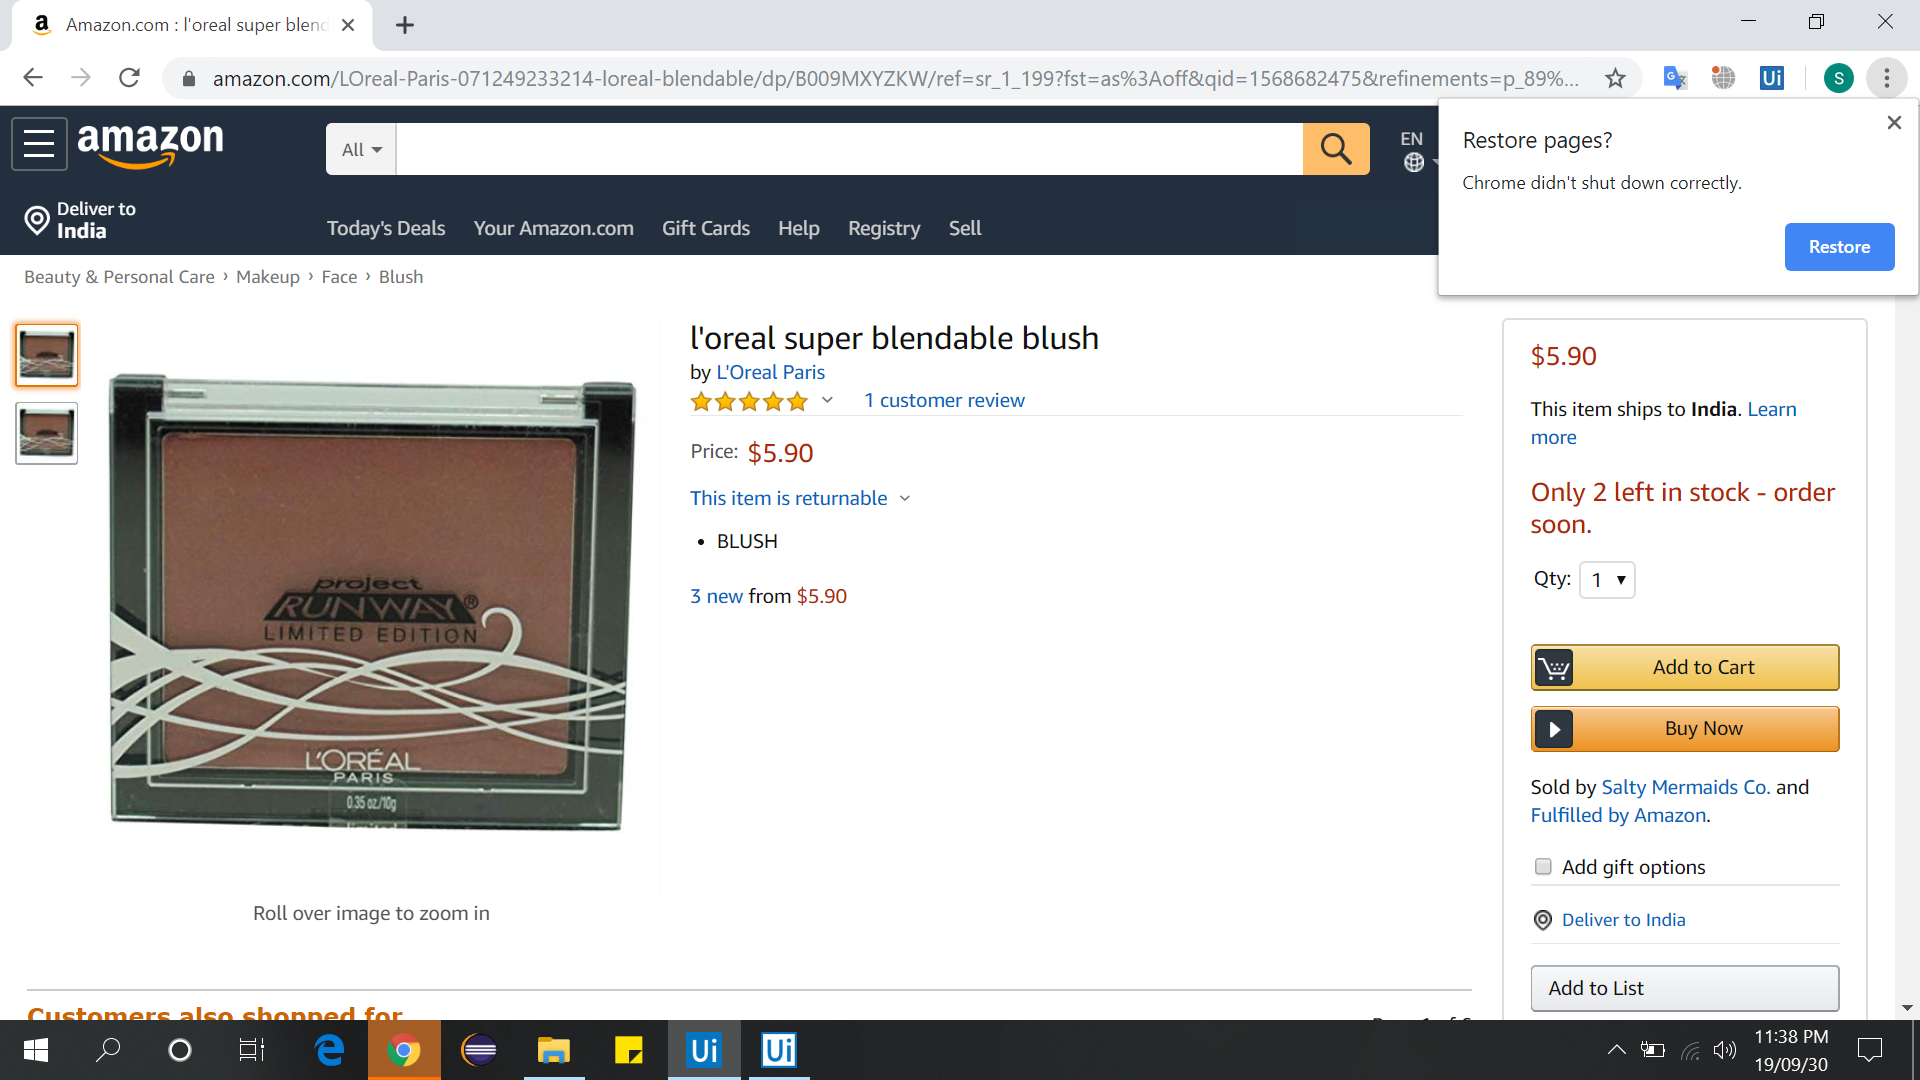 Amazon.com : l'oreal super blend
amazon.com/LOreal-Paris-071249233214-loreal-blendable/dp/B009MXYZKW/ref=sr_1_199?fst=as%3Aoff&qid=1568682475&refinements=p_89%...
Ui
S
Restore pages?
Chrome didn't shut down correctly.
Restore
amazon
All
EN
Deliver to
India
Today's Deals
Your Amazon.com
Gift Cards
Help
Registry
Sell
Beauty & Personal Care › Makeup › Face › Blush
project
RUNWAY®
LIMITED EDITION
L'ORÉAL
PARIS
0.35 oz/10g
limited
Roll over image to zoom in
l'oreal super blendable blush
by L'Oreal Paris
1 customer review
Price: $5.90
This item is returnable
• BLUSH
3 new from $5.90
$5.90
This item ships to India. Learn
more
Only 2 left in stock - order
soon.
Qty: 1
Add to Cart
Buy Now
Sold by Salty Mermaids Co. and
Fulfilled by Amazon.
Add gift options
Deliver to India
Add to List
Customers also shopped for
Ui
Ui
11:38 PM
19/09/30